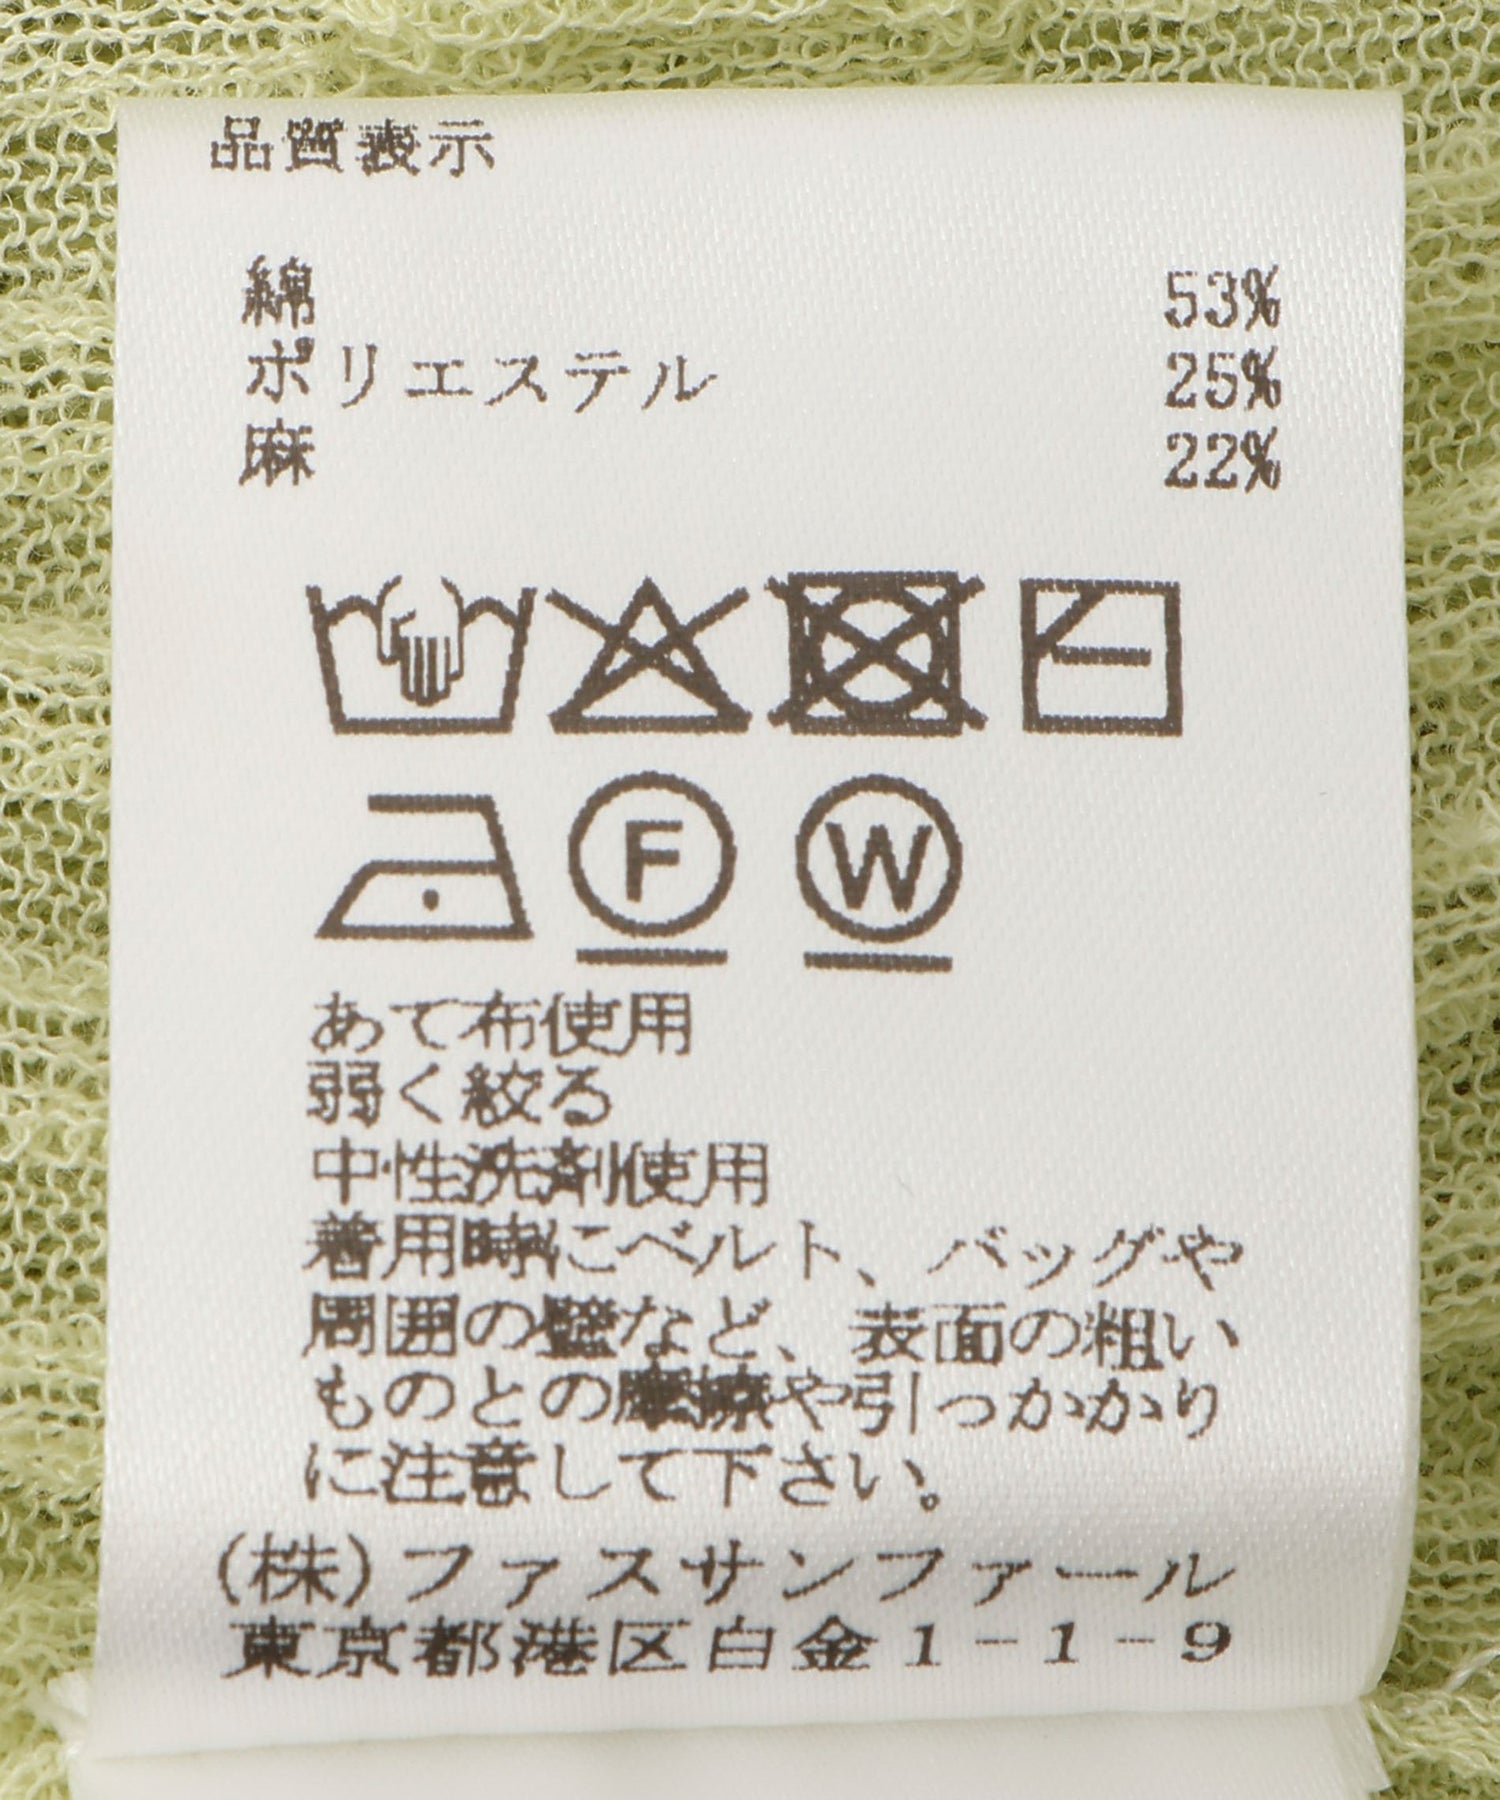 品質表示
綿 53%
ポリエステル 25%
麻 22%
F W
あて布使用
弱く絞る
中性洗剤使用
着用時にベルト、バッグや
周囲の壁など、表面の粗い
ものとの摩擦や引っかかり
に注意して下さい。
(株)ファスサンファール
東京都港区白金1-1-9